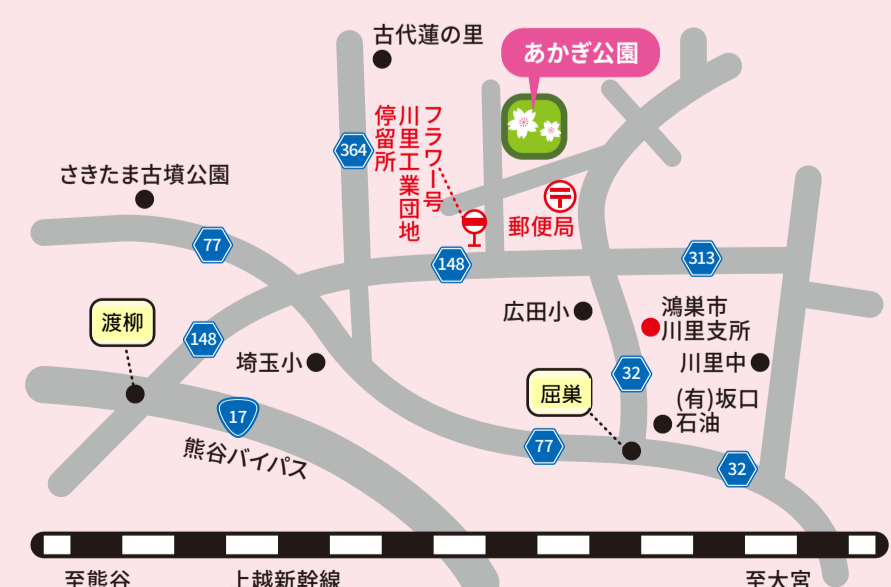 古代蓮の里
あかぎ公園
フラワー号
川里工業団地
停留所
364
さきたま古墳公園
郵便局
77
148
313
広田小
鴻巣市
川里支所
渡柳
148
埼玉小
川里中
32
屈巣
(有)坂口
石油
17
熊谷バイパス
77
32
至熊谷
上越新幹線
至大宮